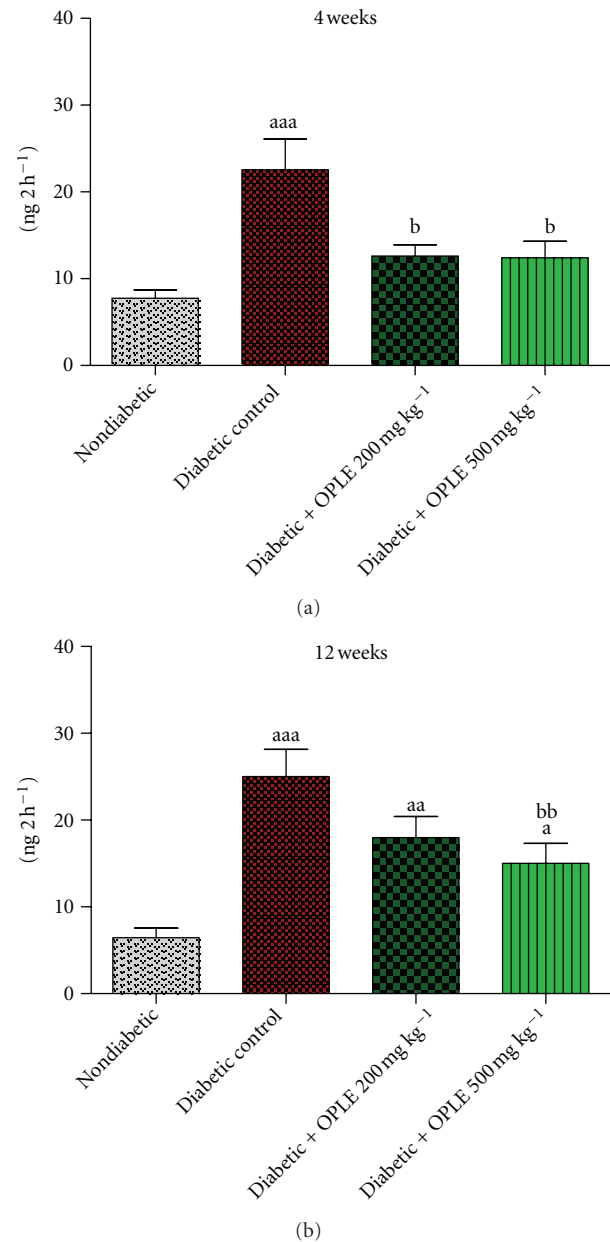 4 weeks
40
30
20
10
0
(ng 2 h⁻¹)
aaa
b
b
Nondiabetic
Diabetic control
Diabetic + OPLE 200 mg kg⁻¹
Diabetic + OPLE 500 mg kg⁻¹
(a)
12 weeks
40
30
20
10
0
(ng 2 h⁻¹)
aaa
aa
bb
a
Nondiabetic
Diabetic control
Diabetic + OPLE 200 mg kg⁻¹
Diabetic + OPLE 500 mg kg⁻¹
(b)